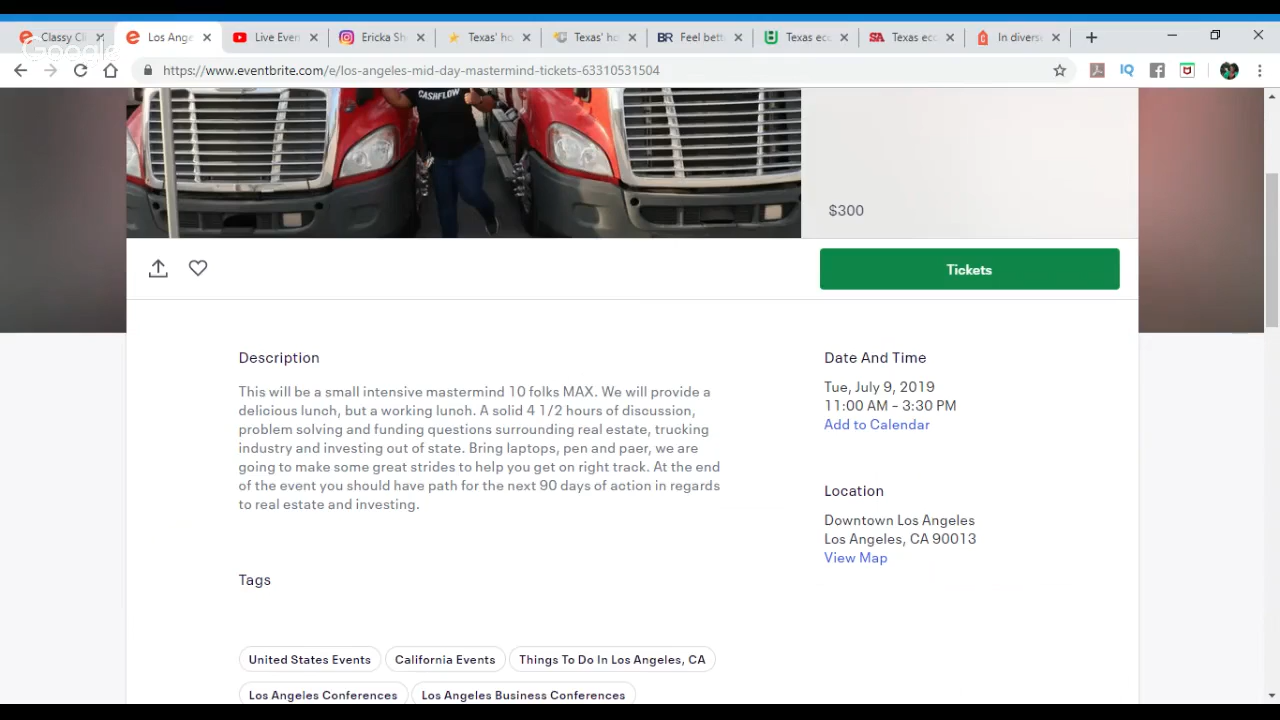 Google
Classy Cli
Los Ange
Live Even
Ericka Sh
Texas' ho
Texas' ho
BR Feel bett
Texas eco
SA Texas eco
In divers
https://www.eventbrite.com/e/los-angeles-mid-day-mastermind-tickets-63310531504
IQ
CASHFLOW
$300
Tickets
Description
This will be a small intensive mastermind 10 folks MAX. We will provide a
delicious lunch, but a working lunch. A solid 4 1/2 hours of discussion,
problem solving and funding questions surrounding real estate, trucking
industry and investing out of state. Bring laptops, pen and paer, we are
going to make some great strides to help you get on right track. At the end
of the event you should have path for the next 90 days of action in regards
to real estate and investing.
Date And Time
Tue, July 9, 2019
11:00 AM – 3:30 PM
Add to Calendar
Location
Downtown Los Angeles
Los Angeles, CA 90013
View Map
Tags
United States Events
California Events
Things To Do In Los Angeles, CA
Los Angeles Conferences
Los Angeles Business Conferences